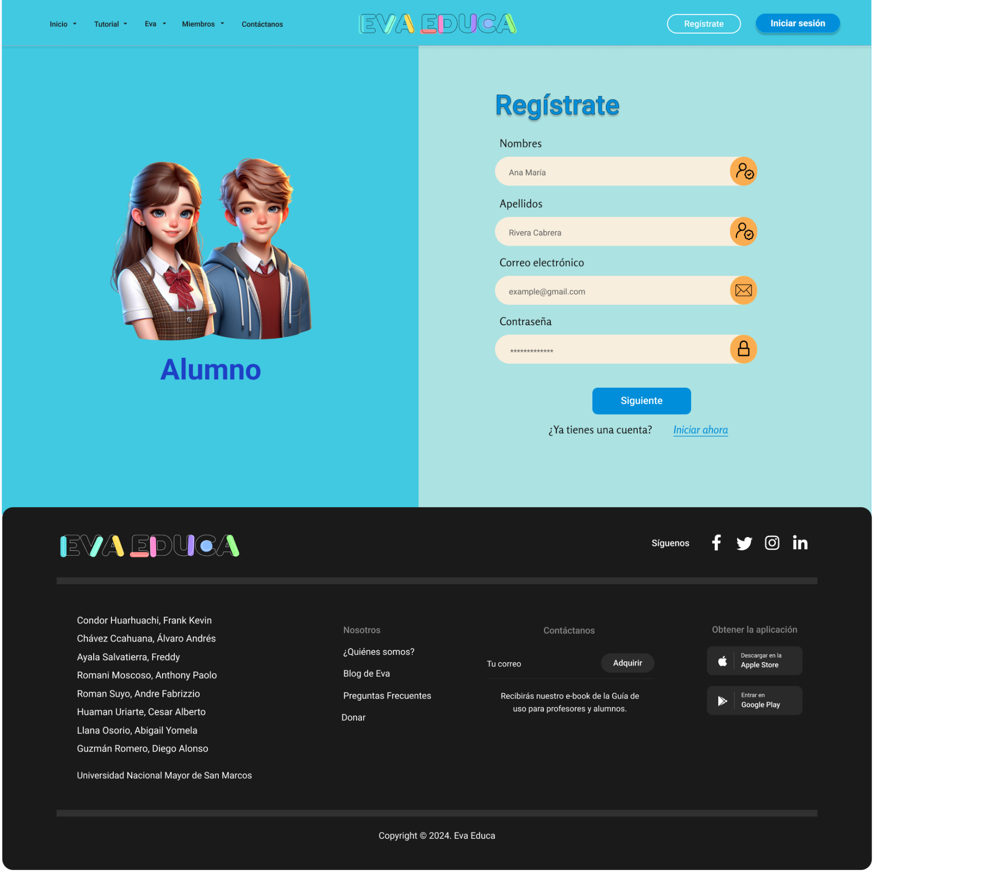 Inicio
Tutorial
Eva
Miembros
Contáctanos
EVA EDUCA
Regístrate
Iniciar sesión
Regístrate
Nombres
Ana María
Apellidos
Rivera Cabrera
Correo electrónico
example@gmail.com
Contraseña
*************
Siguiente
¿Ya tienes una cuenta? Iniciar ahora
Alumno
EVA EDUCA
Síguenos
Condor Huarhuachi, Frank Kevin
Chávez Ccahuana, Álvaro Andrés
Ayala Salvatierra, Freddy
Romani Moscoso, Anthony Paolo
Roman Suyo, Andre Fabrizzio
Huaman Uriarte, Cesar Alberto
Llana Osorio, Abigail Yomela
Guzmán Romero, Diego Alonso
Universidad Nacional Mayor de San Marcos
Nosotros
¿Quiénes somos?
Blog de Eva
Preguntas Frecuentes
Donar
Contáctanos
Tu correo
Adquirir
Recibirás nuestro e-book de la Guía de
uso para profesores y alumnos.
Obtener la aplicación
Descargar en la
Apple Store
Entrar en
Google Play
Copyright © 2024. Eva Educa